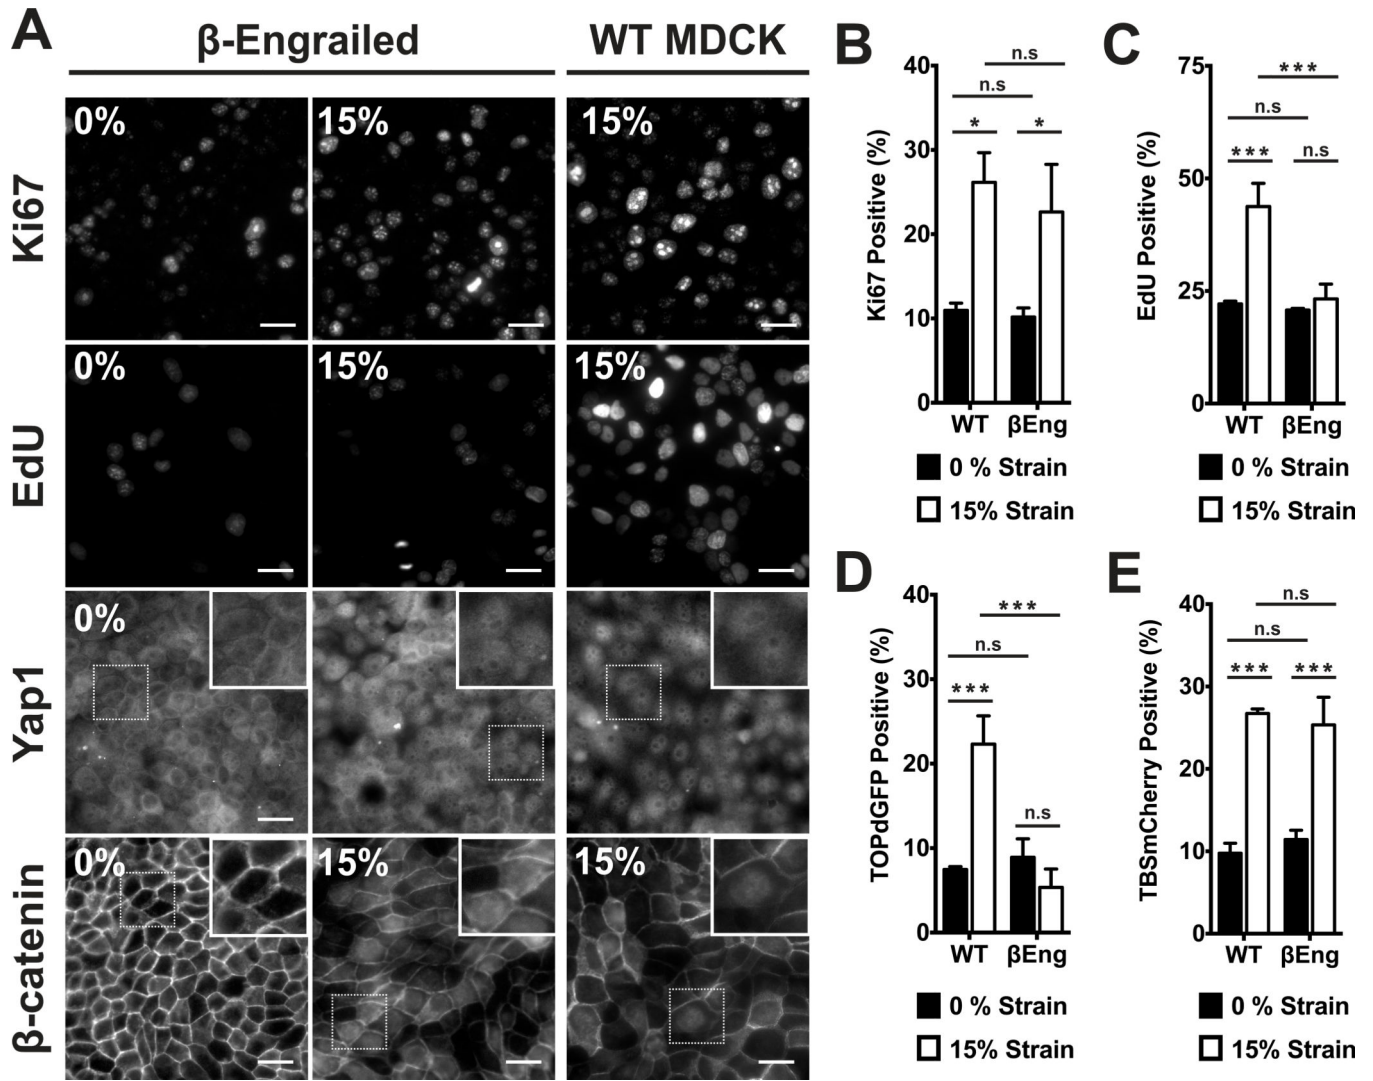 A
β-Engrailed
WT MDCK
Ki67
0%
15%
15%
EdU
0%
15%
15%
Yap1
0%
β-catenin
0%
15%
15%
B
Ki67 Positive (%)
40
30
20
10
0
n.s
n.s
*
*
WT
βEng
0 % Strain
15% Strain
C
EdU Positive (%)
75
50
25
0
***
n.s
***
n.s
WT
βEng
0 % Strain
15% Strain
D
TOPdGFP Positive (%)
40
30
20
10
0
***
n.s
***
n.s
WT
βEng
0 % Strain
15% Strain
E
TBSmCherry Positive (%)
40
30
20
10
0
n.s
n.s
***
***
WT
βEng
0 % Strain
15% Strain